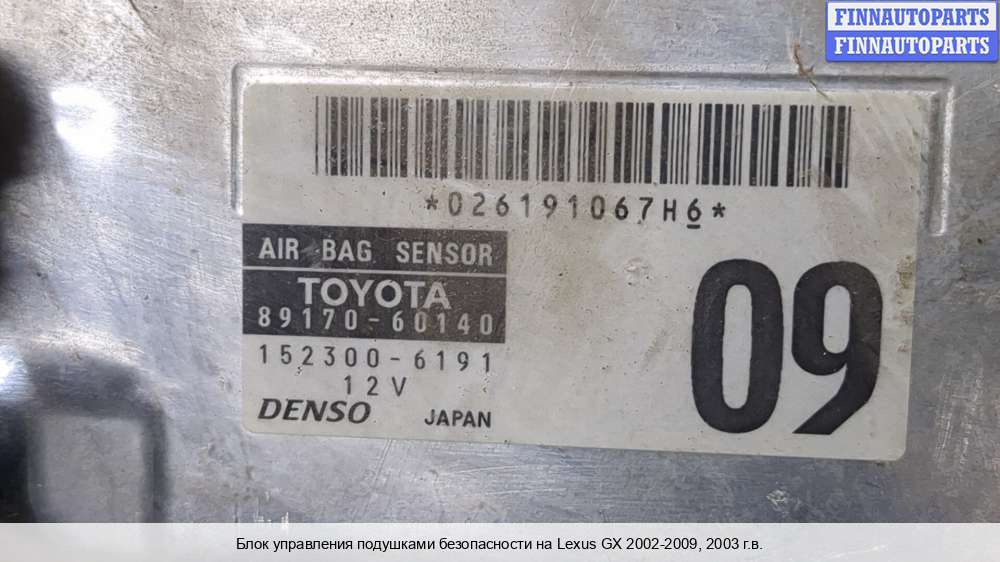 FINNAUTOPARTS
FINNAUTOPARTS
*026191067H6*
AIR BAG SENSOR
TOYOTA
89170-60140
152300-6191
12V
DENSO JAPAN
09
Блок управления подушками безопасности на Lexus GX 2002-2009, 2003 г.в.